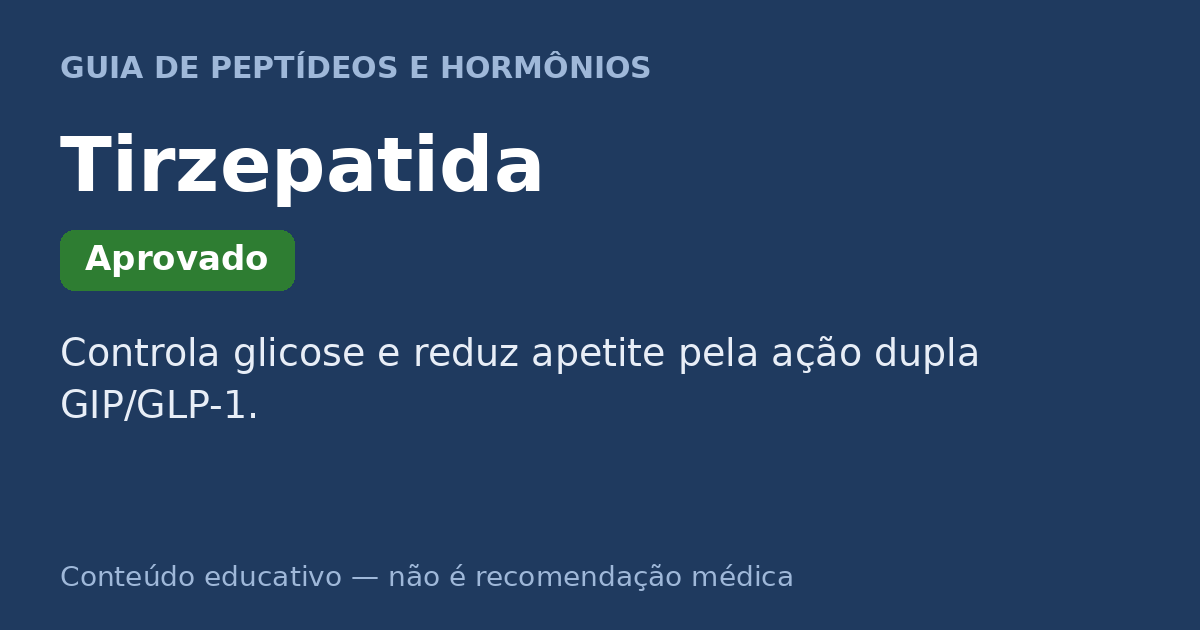 GUIA DE PEPTÍDEOS E HORMÔNIOS
Tirzepatida
Aprovado
Controla glicose e reduz apetite pela ação dupla
GIP/GLP-1.
Conteúdo educativo — não é recomendação médica